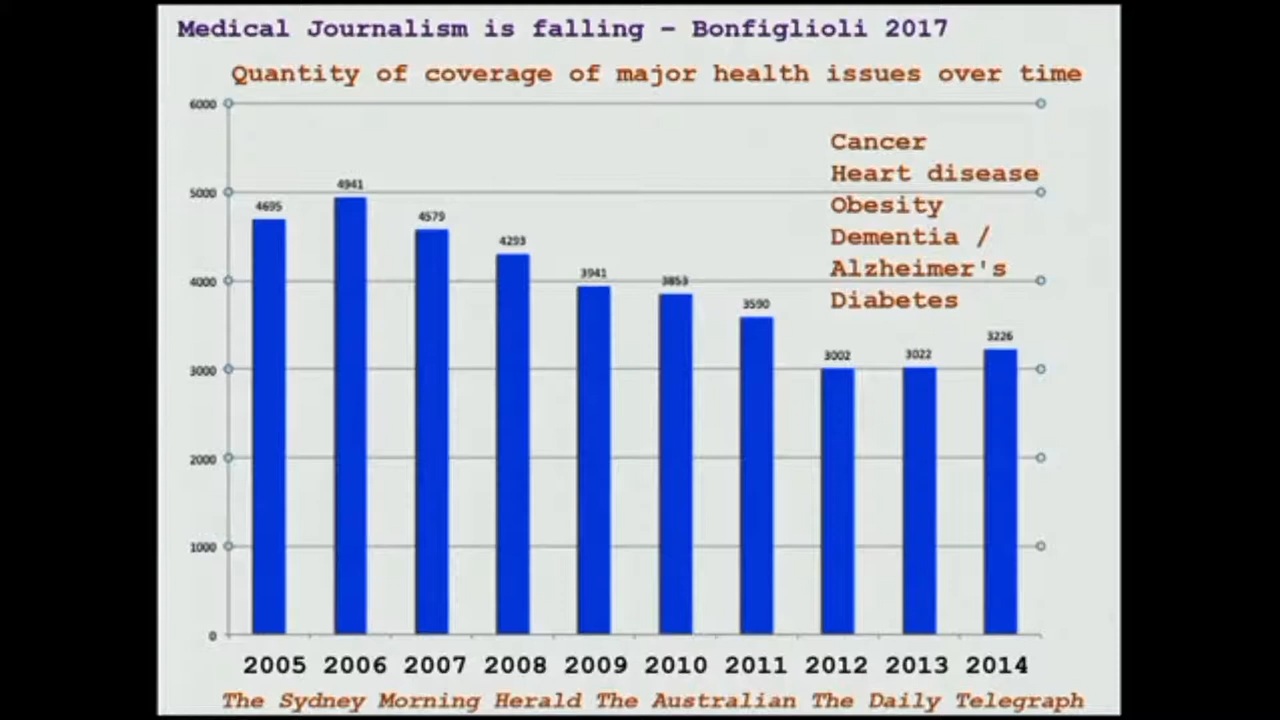 Medical Journalism is falling – Bonfiglioli 2017
Quantity of coverage of major health issues over time
6000
Cancer
Heart disease
5000
4941
4695
Obesity
4579
Dementia /
4293
Alzheimer's
4000
3941
3853
Diabetes
3590
3226
3002
3022
3000
2000
1000
0
2005 2006 2007 2008 2009 2010 2011 2012 2013 2014
The Sydney Morning Herald The Australian The Daily Telegraph